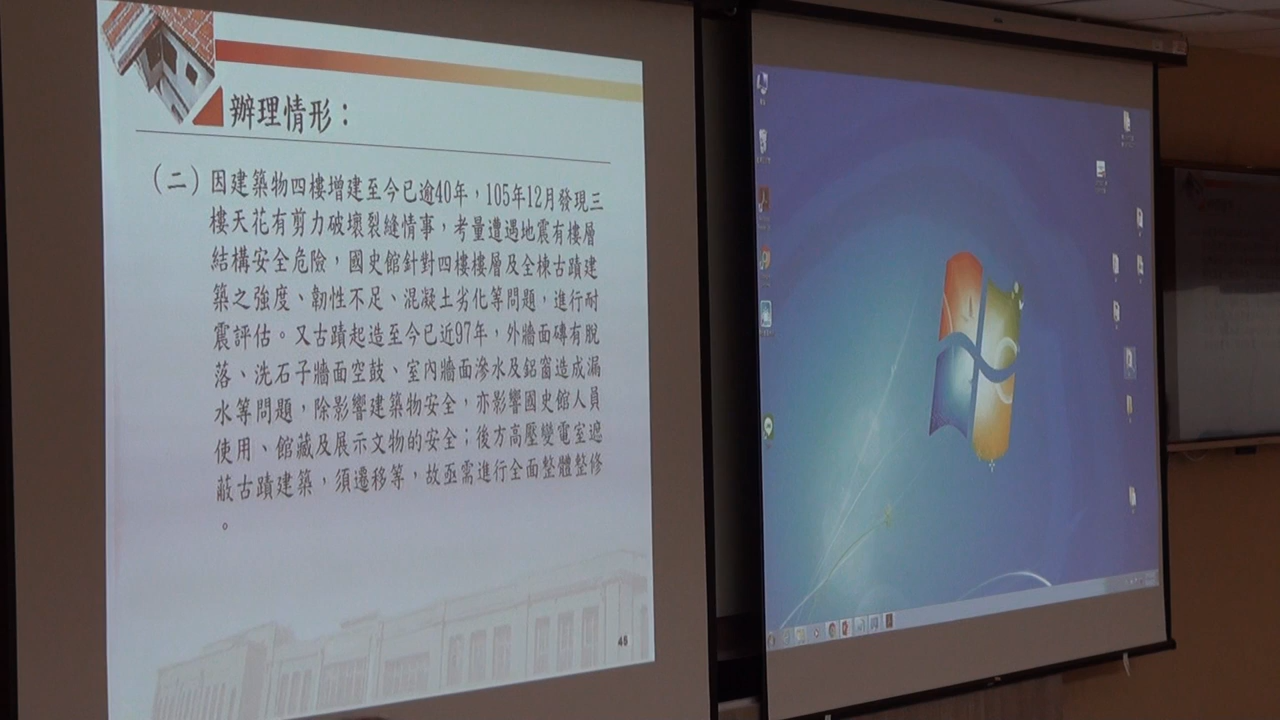 辦理情形：
（二）因建築物四樓增建至今已逾40年，105年12月發現三
樓天花有剪力破壞裂縫情事，考量遭遇地震有樓層
結構安全危險，國史館針對四樓樓層及全棟古蹟建
築之強度、韌性不足、混凝土劣化等問題，進行耐
震評估。又古蹟起造至今已近97年，外牆面磚有脫
落、洗石子牆面空鼓、室內牆面滲水及鋁窗造成漏
水等問題，除影響建築物安全，亦影響國史館人員
使用、館藏及展示文物的安全；後方高壓變電室遮
蔽古蹟建築，須遷移等，故亟需進行全面整體整修
。